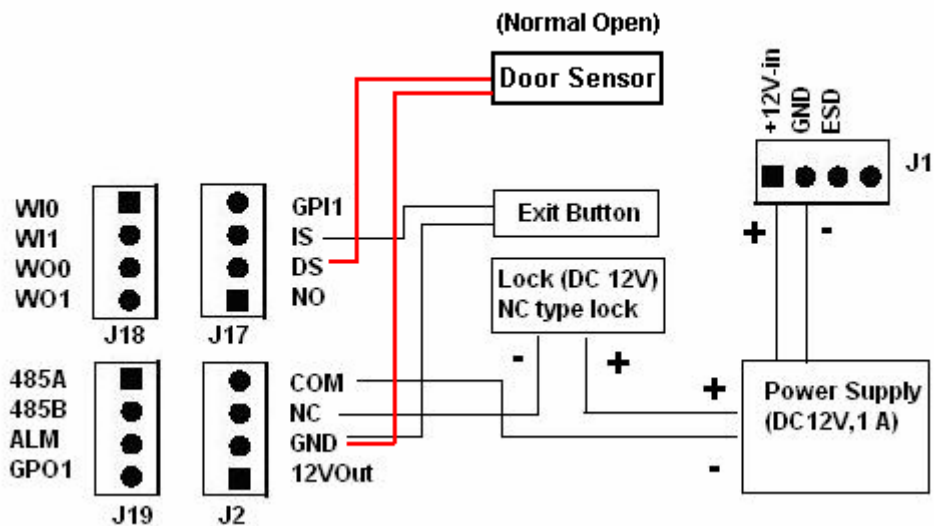 (Normal Open)
Door Sensor
+12V-in
GND
ESD
J1
+
-
WI0
WI1
WO0
WO1
J18
GPI1
IS
DS
NO
J17
Exit Button
Lock (DC 12V)
NC type lock
-
+
485A
485B
ALM
GPO1
J19
COM
NC
GND
12VOut
J2
+
-
Power Supply
(DC12V,1 A)